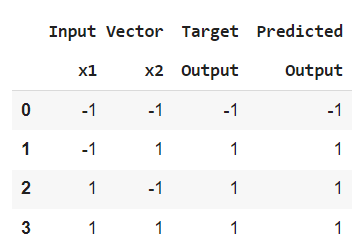 Input Vector Target Predicted
x1 x2 Output Output
0 -1 -1 -1 -1
1 -1 1 1 1
2 1 -1 1 1
3 1 1 1 1